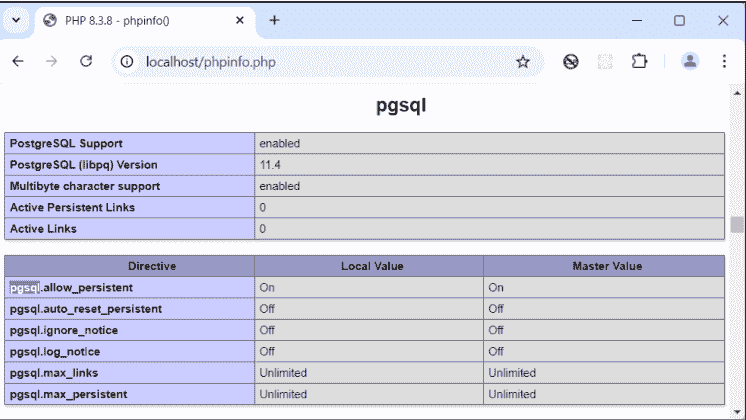 PHP 8.3.8 - phpinfo()
localhost/phpinfo.php
pgsql
PostgreSQL Support enabled
PostgreSQL (libpq) Version 11.4
Multibyte character support enabled
Active Persistent Links 0
Active Links 0
Directive Local Value Master Value
pgsql.allow_persistent On On
pgsql.auto_reset_persistent Off Off
pgsql.ignore_notice Off Off
pgsql.log_notice Off Off
pgsql.max_links Unlimited Unlimited
pgsql.max_persistent Unlimited Unlimited